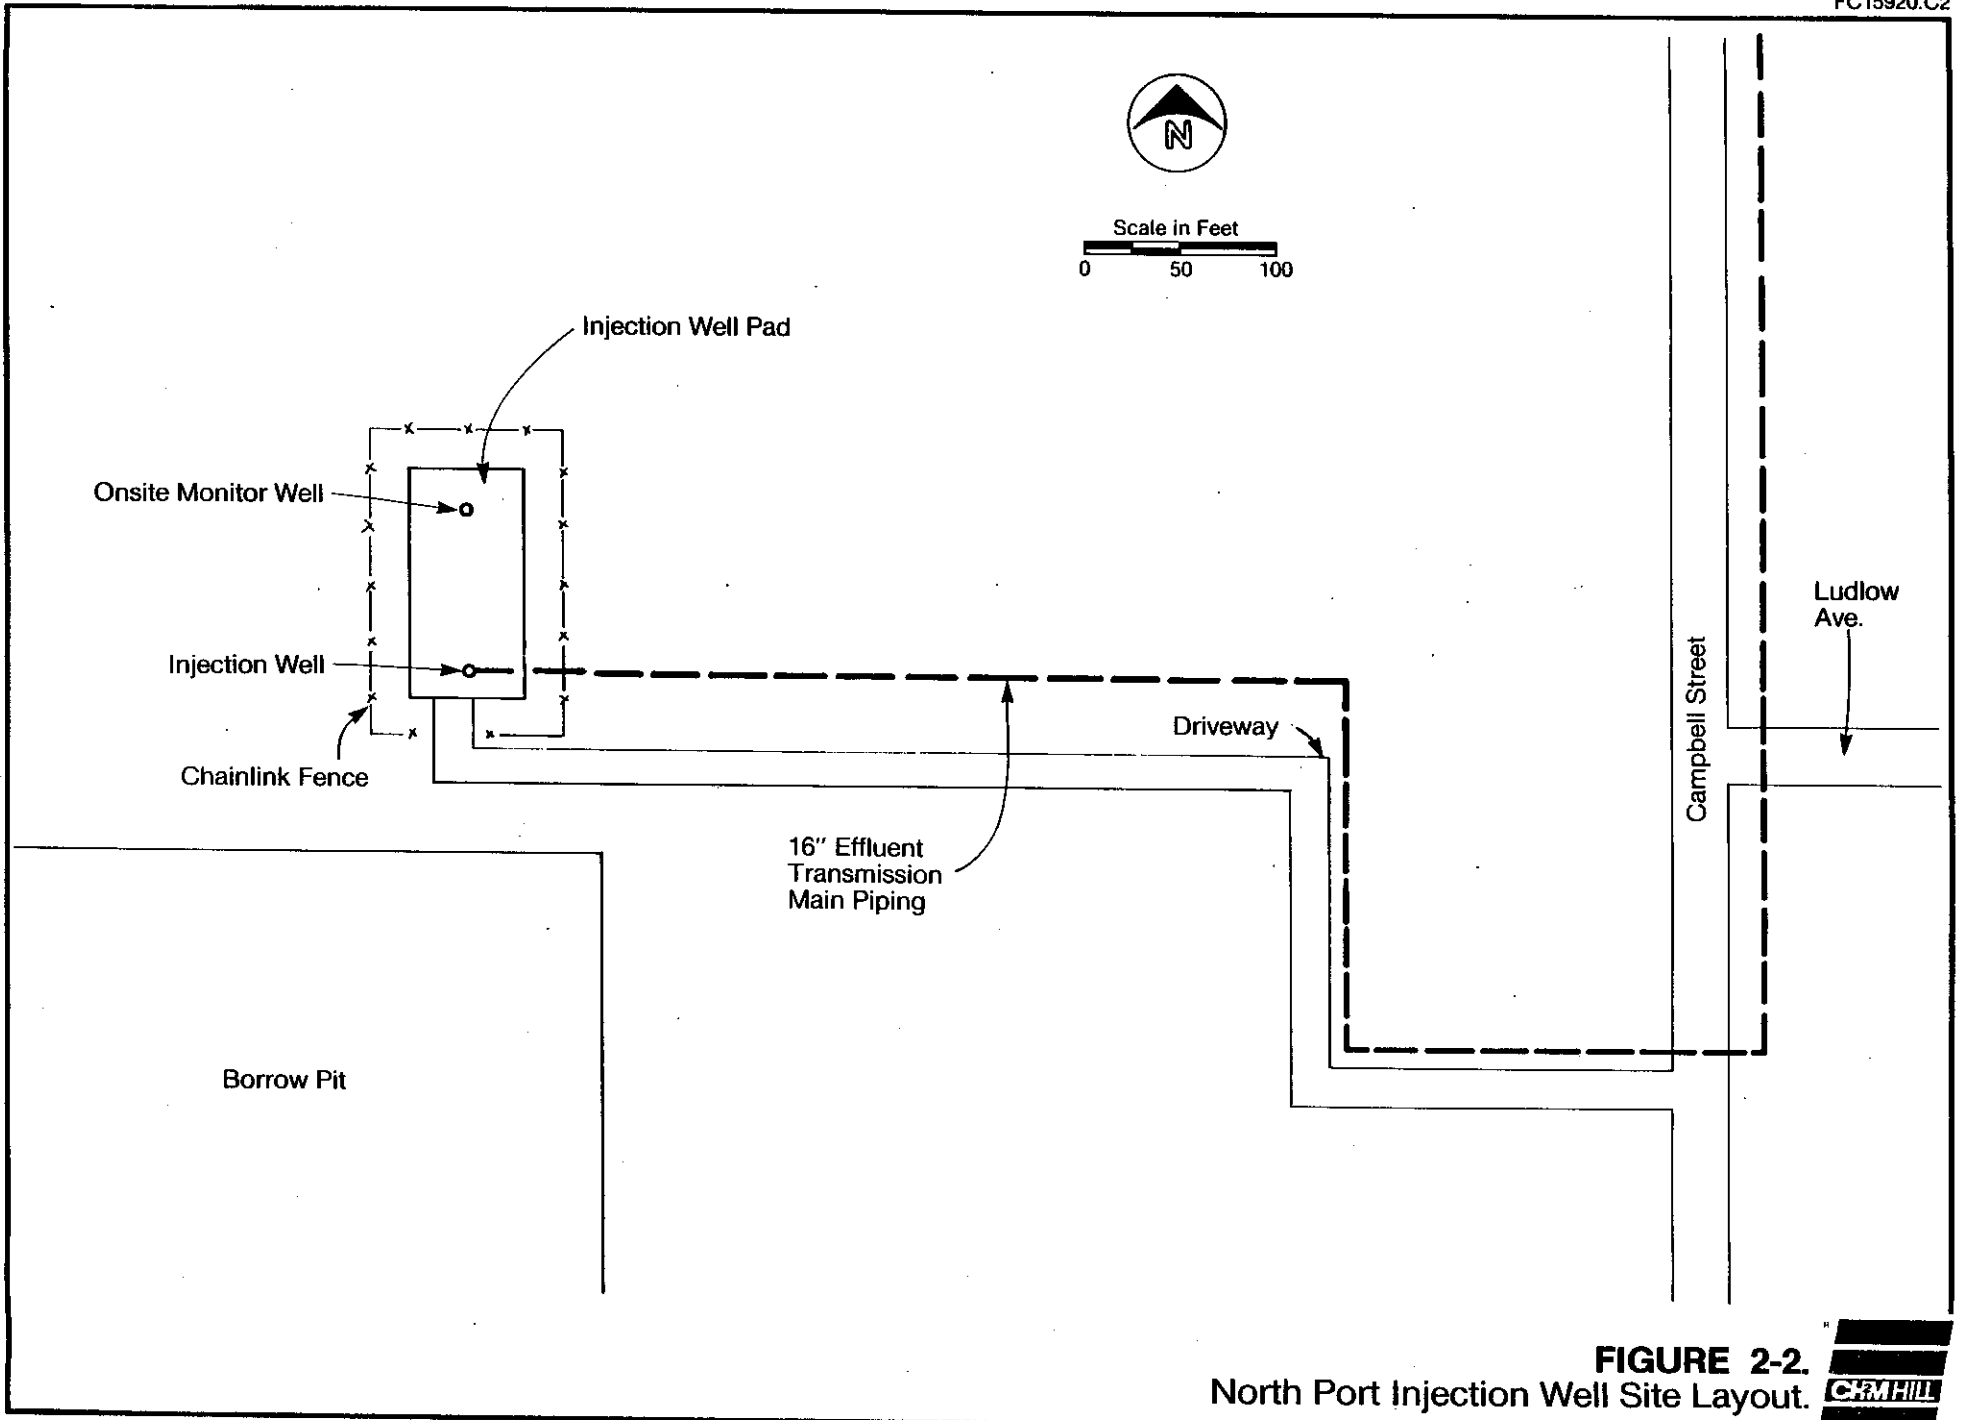 FC15920.C2
N
Scale in Feet
0 50 100
Injection Well Pad
Onsite Monitor Well
Injection Well
Chainlink Fence
Driveway
16" Effluent
Transmission
Main Piping
Campbell Street
Ludlow
Ave.
Borrow Pit
FIGURE 2-2.
North Port Injection Well Site Layout.
CH2M HILL